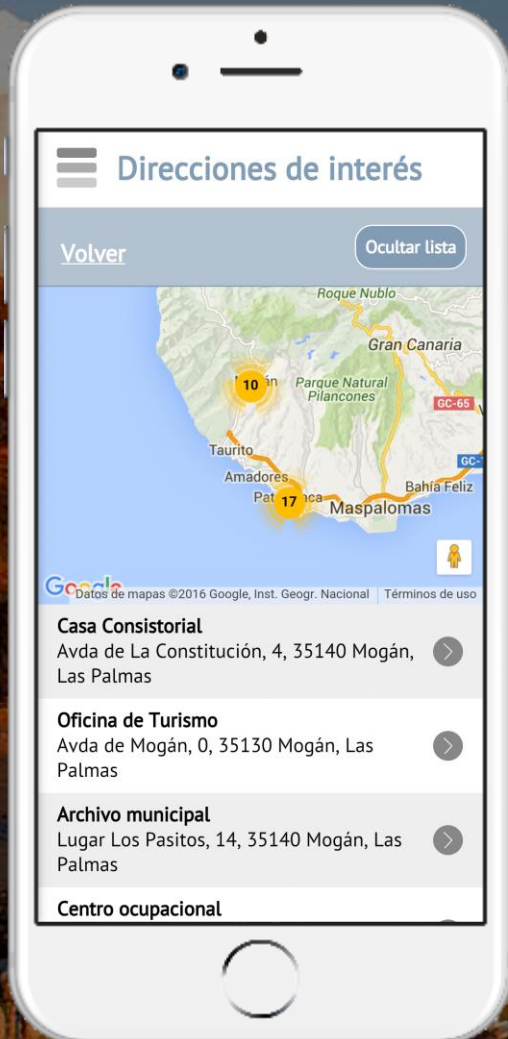 Direcciones de interés
Volver
Ocultar lista
Roque Nublo
Gran Canaria
10
Parque Natural
Pilancones
GC-65
Taurito
Amadores
17
Maspalomas
Bahía Feliz
Google
Datos de mapas ©2016 Google, Inst. Geogr. Nacional
Términos de uso
Casa Consistorial
Avda de La Constitución, 4, 35140 Mogán,
Las Palmas
Oficina de Turismo
Avda de Mogán, 0, 35130 Mogán, Las
Palmas
Archivo municipal
Lugar Los Pasitos, 14, 35140 Mogán, Las
Palmas
Centro ocupacional